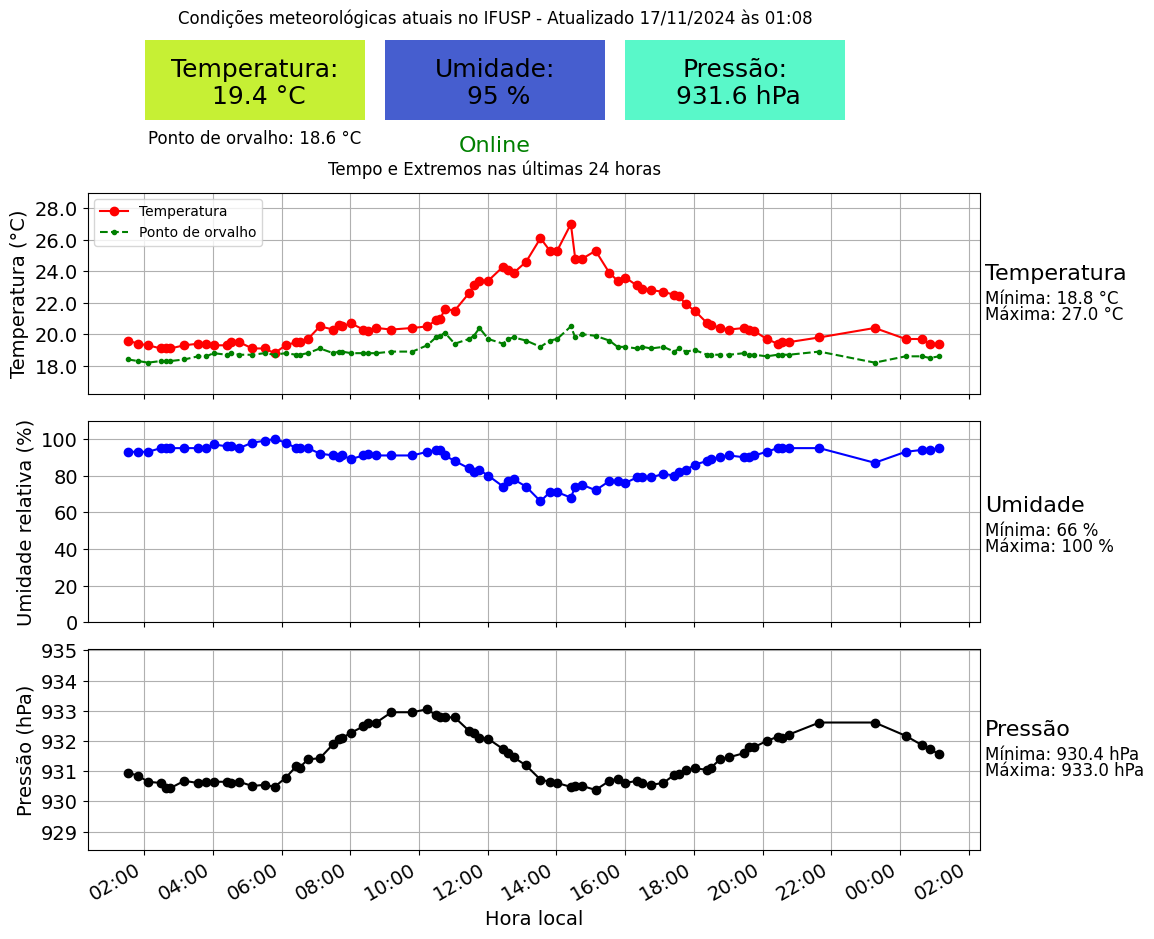 Condições meteorológicas atuais no IFUSP - Atualizado 17/11/2024 às 01:08
Temperatura:
19.4 °C
Umidade:
95 %
Pressão:
931.6 hPa
Ponto de orvalho: 18.6 °C
Online
Tempo e Extremos nas últimas 24 horas
Temperatura (°C)
28.0
26.0
24.0
22.0
20.0
18.0
Temperatura
Ponto de orvalho
Temperatura
Mínima: 18.8 °C
Máxima: 27.0 °C
Umidade relativa (%)
100
80
60
40
20
0
Umidade
Mínima: 66 %
Máxima: 100 %
Pressão (hPa)
935
934
933
932
931
930
929
Pressão
Mínima: 930.4 hPa
Máxima: 933.0 hPa
02:00
04:00
06:00
08:00
10:00
12:00
14:00
16:00
18:00
20:00
22:00
00:00
02:00
Hora local